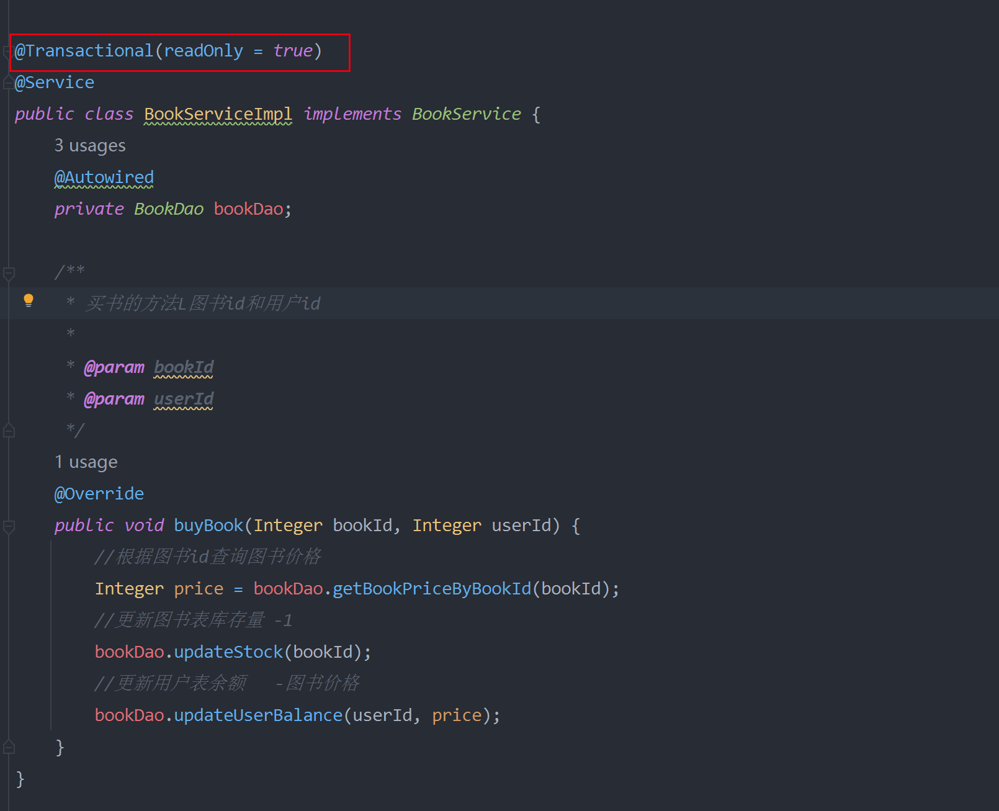 @Transactional(readOnly = true)
@Service
public class BookServiceImpl implements BookService {
3 usages
@Autowired
private BookDao bookDao;
/**
* 买书的方法L图书id和用户id
*
* @param bookId
* @param userId
*/
1 usage
@Override
public void buyBook(Integer bookId, Integer userId) {
//根据图书id查询图书价格
Integer price = bookDao.getBookPriceByBookId(bookId);
//更新图书表库存量 -1
bookDao.updateStock(bookId);
//更新用户表余额   -图书价格
bookDao.updateUserBalance(userId, price);
}
}